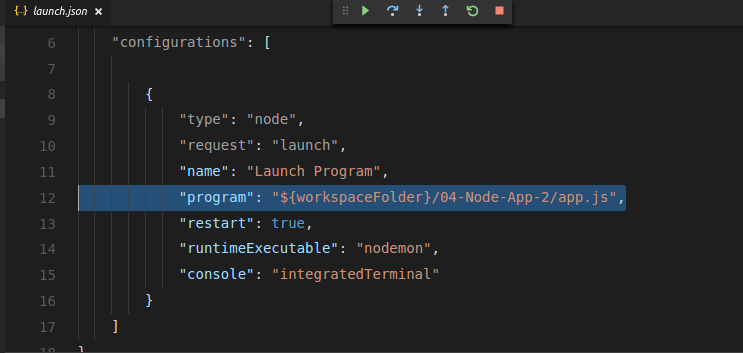 {··} launch.json ×
6 "configurations": [
7
8 {
9 "type": "node",
10 "request": "launch",
11 "name": "Launch Program",
12 "program": "${workspaceFolder}/04-Node-App-2/app.js",
13 "restart": true,
14 "runtimeExecutable": "nodemon",
15 "console": "integratedTerminal"
16 }
17 ]
18 }